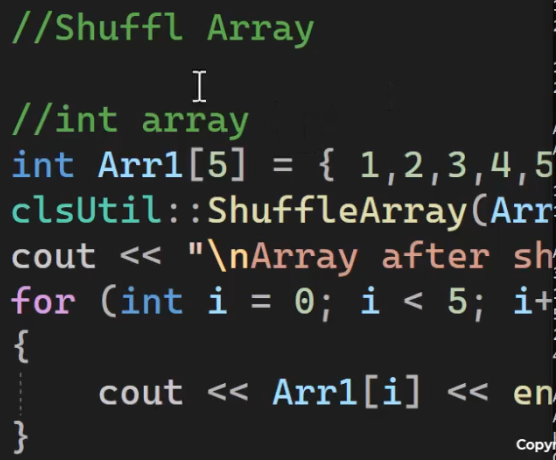 //Shuffl Array
//int array
int Arr1[5] = { 1,2,3,4,5
clsUtil::ShuffleArray(Arr
cout << "\nArray after sh
for (int i = 0; i < 5; i+
{
cout << Arr1[i] << en
}
Copyr